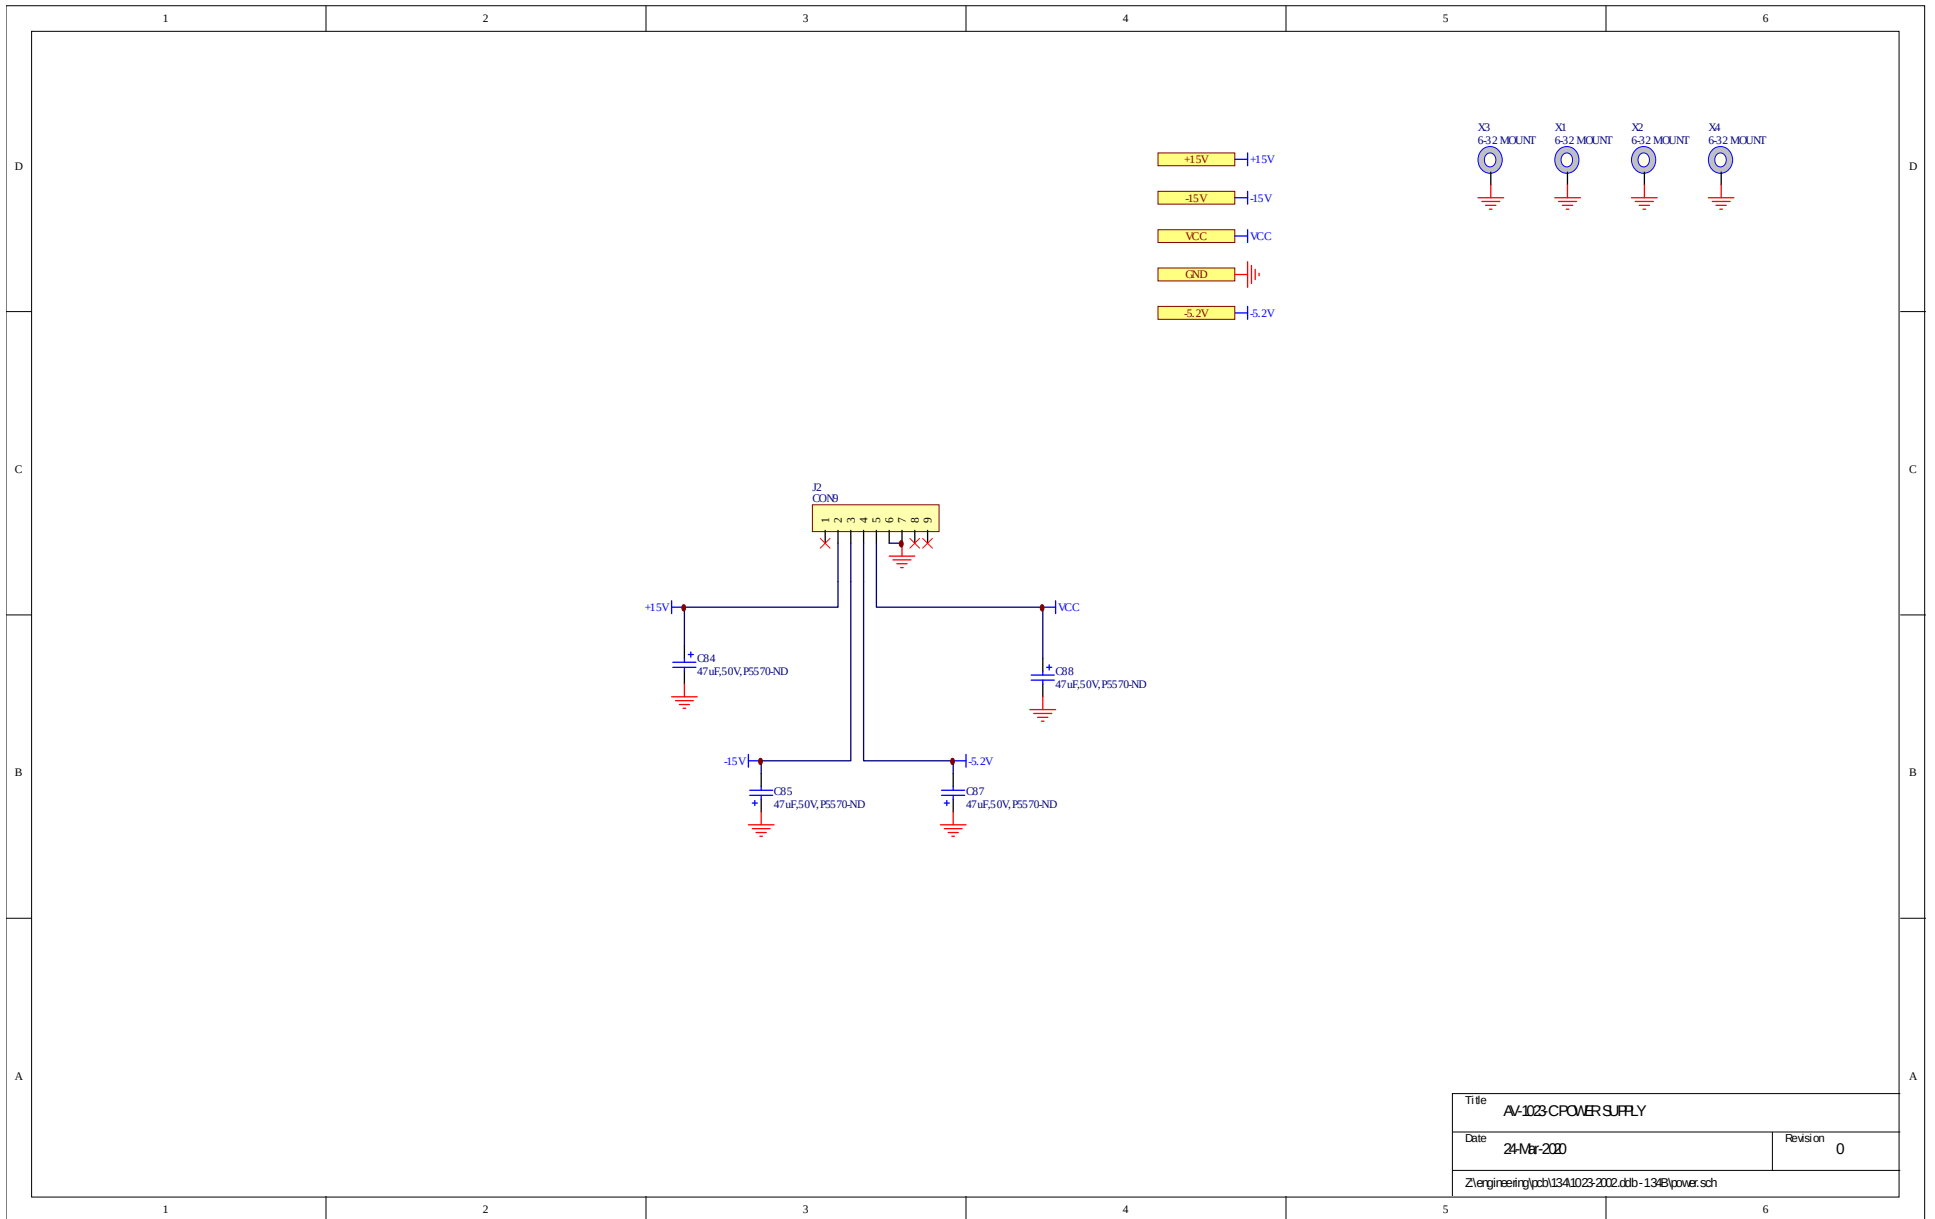 1 2 3 4 5 6
D D
X3 X1 X2 X4
6-32 MOUNT 6-32 MOUNT 6-32 MOUNT 6-32 MOUNT
+15V +15V
-15V -15V
VCC VCC
GND
-5.2V -5.2V
C C
J2
CON9
1 2 3 4 5 6 7 8 9
+15V VCC
C84
47uF,50V,P5570-ND
C88
47uF,50V,P5570-ND
-15V -5.2V
B B
C85 C87
47uF,50V,P5570-ND 47uF,50V,P5570-ND
A A
Title AV-1023-C POWER SUPPLY
Date 24-Mar-2020 Revision 0
Z:\engineering\pcb\134\1023-2002.ddb - 134B\power.sch
1 2 3 4 5 6